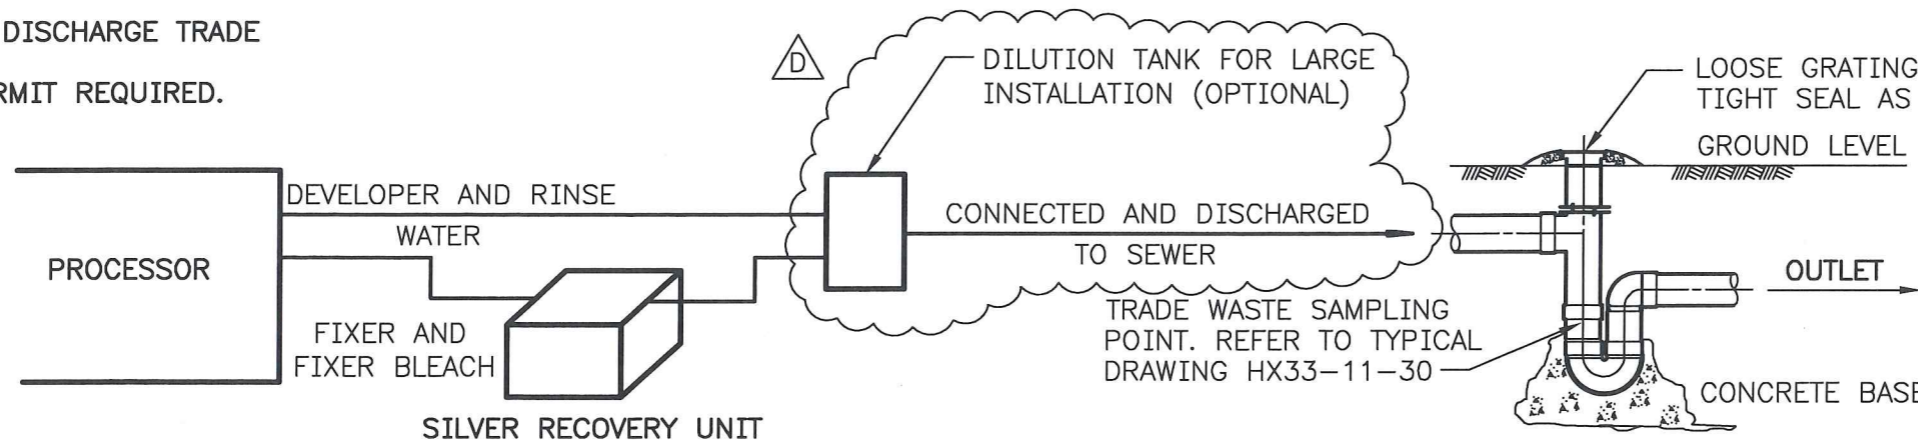 DISCHARGE TRADE
RMIT REQUIRED.
D
DILUTION TANK FOR LARGE
INSTALLATION (OPTIONAL)
LOOSE GRATING
TIGHT SEAL AS
GROUND LEVEL
DEVELOPER AND RINSE
WATER
PROCESSOR
CONNECTED AND DISCHARGED
TO SEWER
OUTLET
FIXER AND
FIXER BLEACH
TRADE WASTE SAMPLING
POINT. REFER TO TYPICAL
DRAWING HX33-11-30
CONCRETE BASE
SILVER RECOVERY UNIT